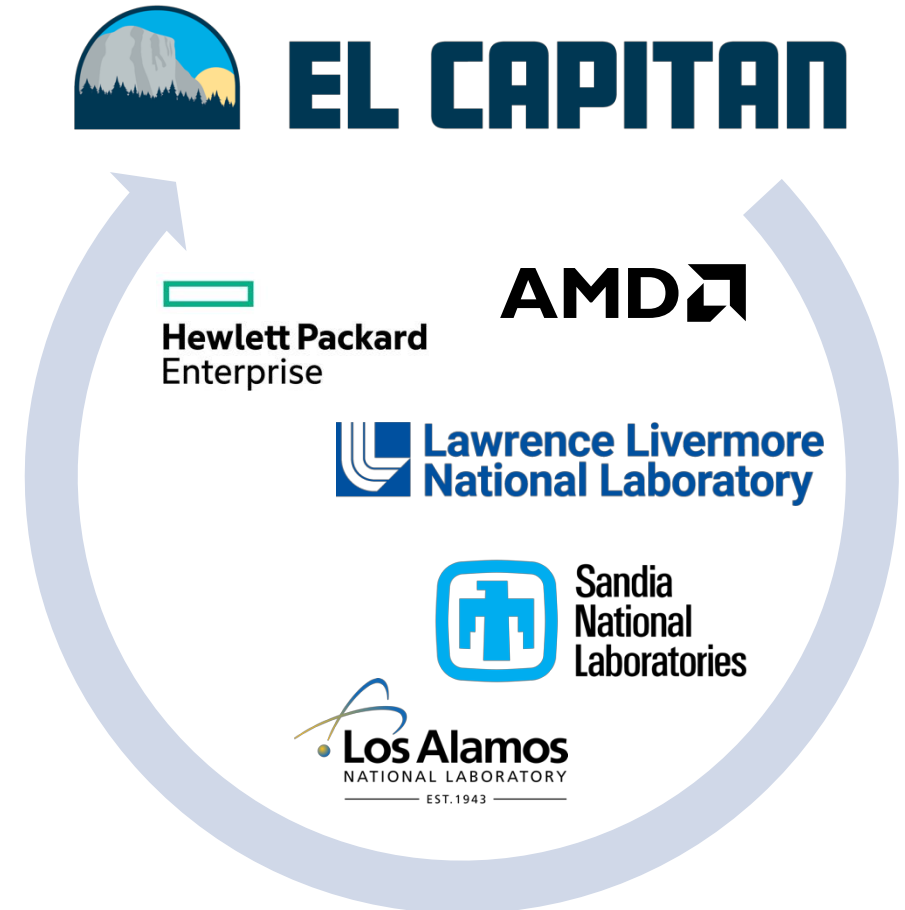 EL CAPITAN
AMD
Hewlett Packard
Enterprise
Lawrence Livermore
National Laboratory
Sandia
National
Laboratories
Los Alamos
NATIONAL LABORATORY
EST.1943